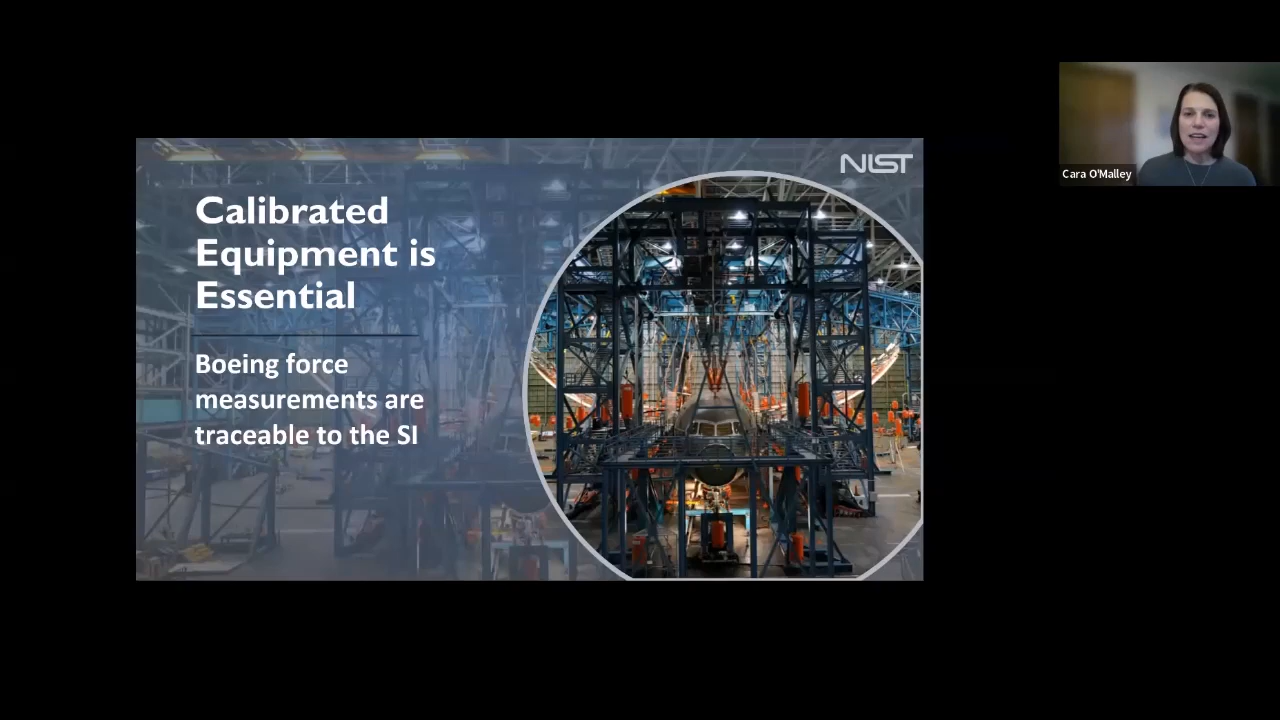 NIST
Calibrated
Equipment is
Essential
Boeing force
measurements are
traceable to the SI
Cara O'Malley